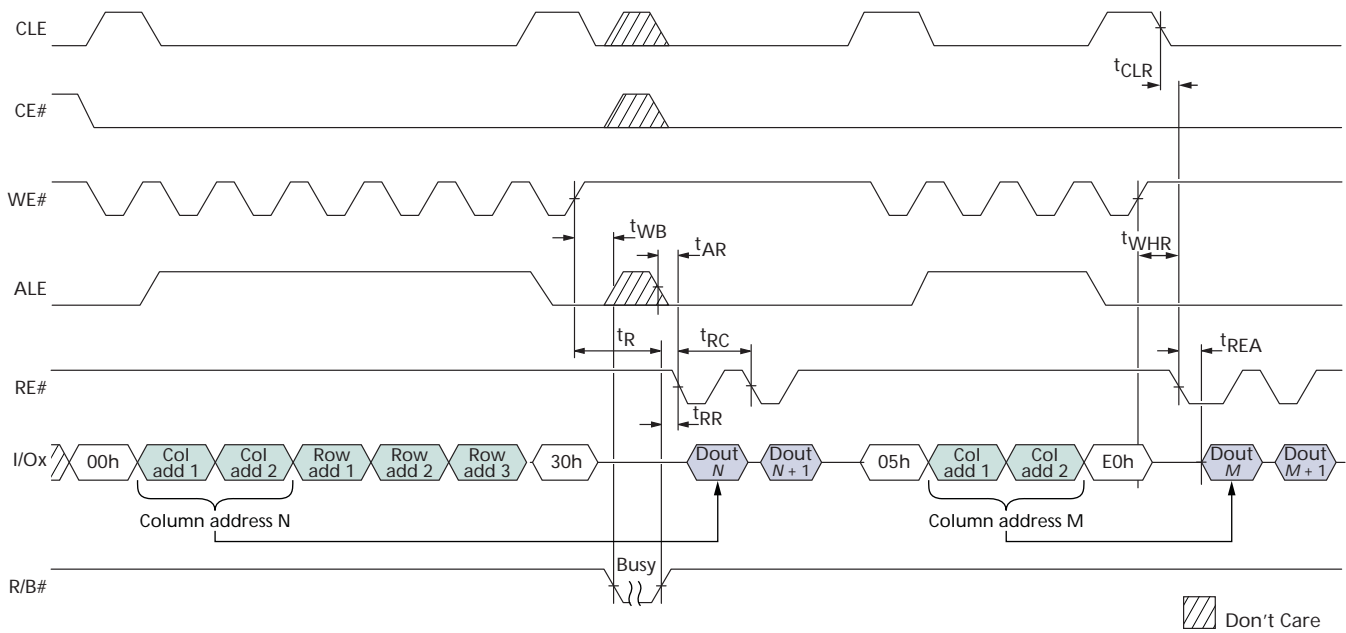 CLE
tCLR
CE#
WE#
tWB
tAR
tWHR
ALE
tR
tRC
tREA
RE#
tRR
I/Ox
00h
Col add 1
Col add 2
Row add 1
Row add 2
Row add 3
30h
Dout N
Dout N + 1
05h
Col add 1
Col add 2
E0h
Dout M
Dout M + 1
Column address N
Column address M
Busy
R/B#
Don't Care